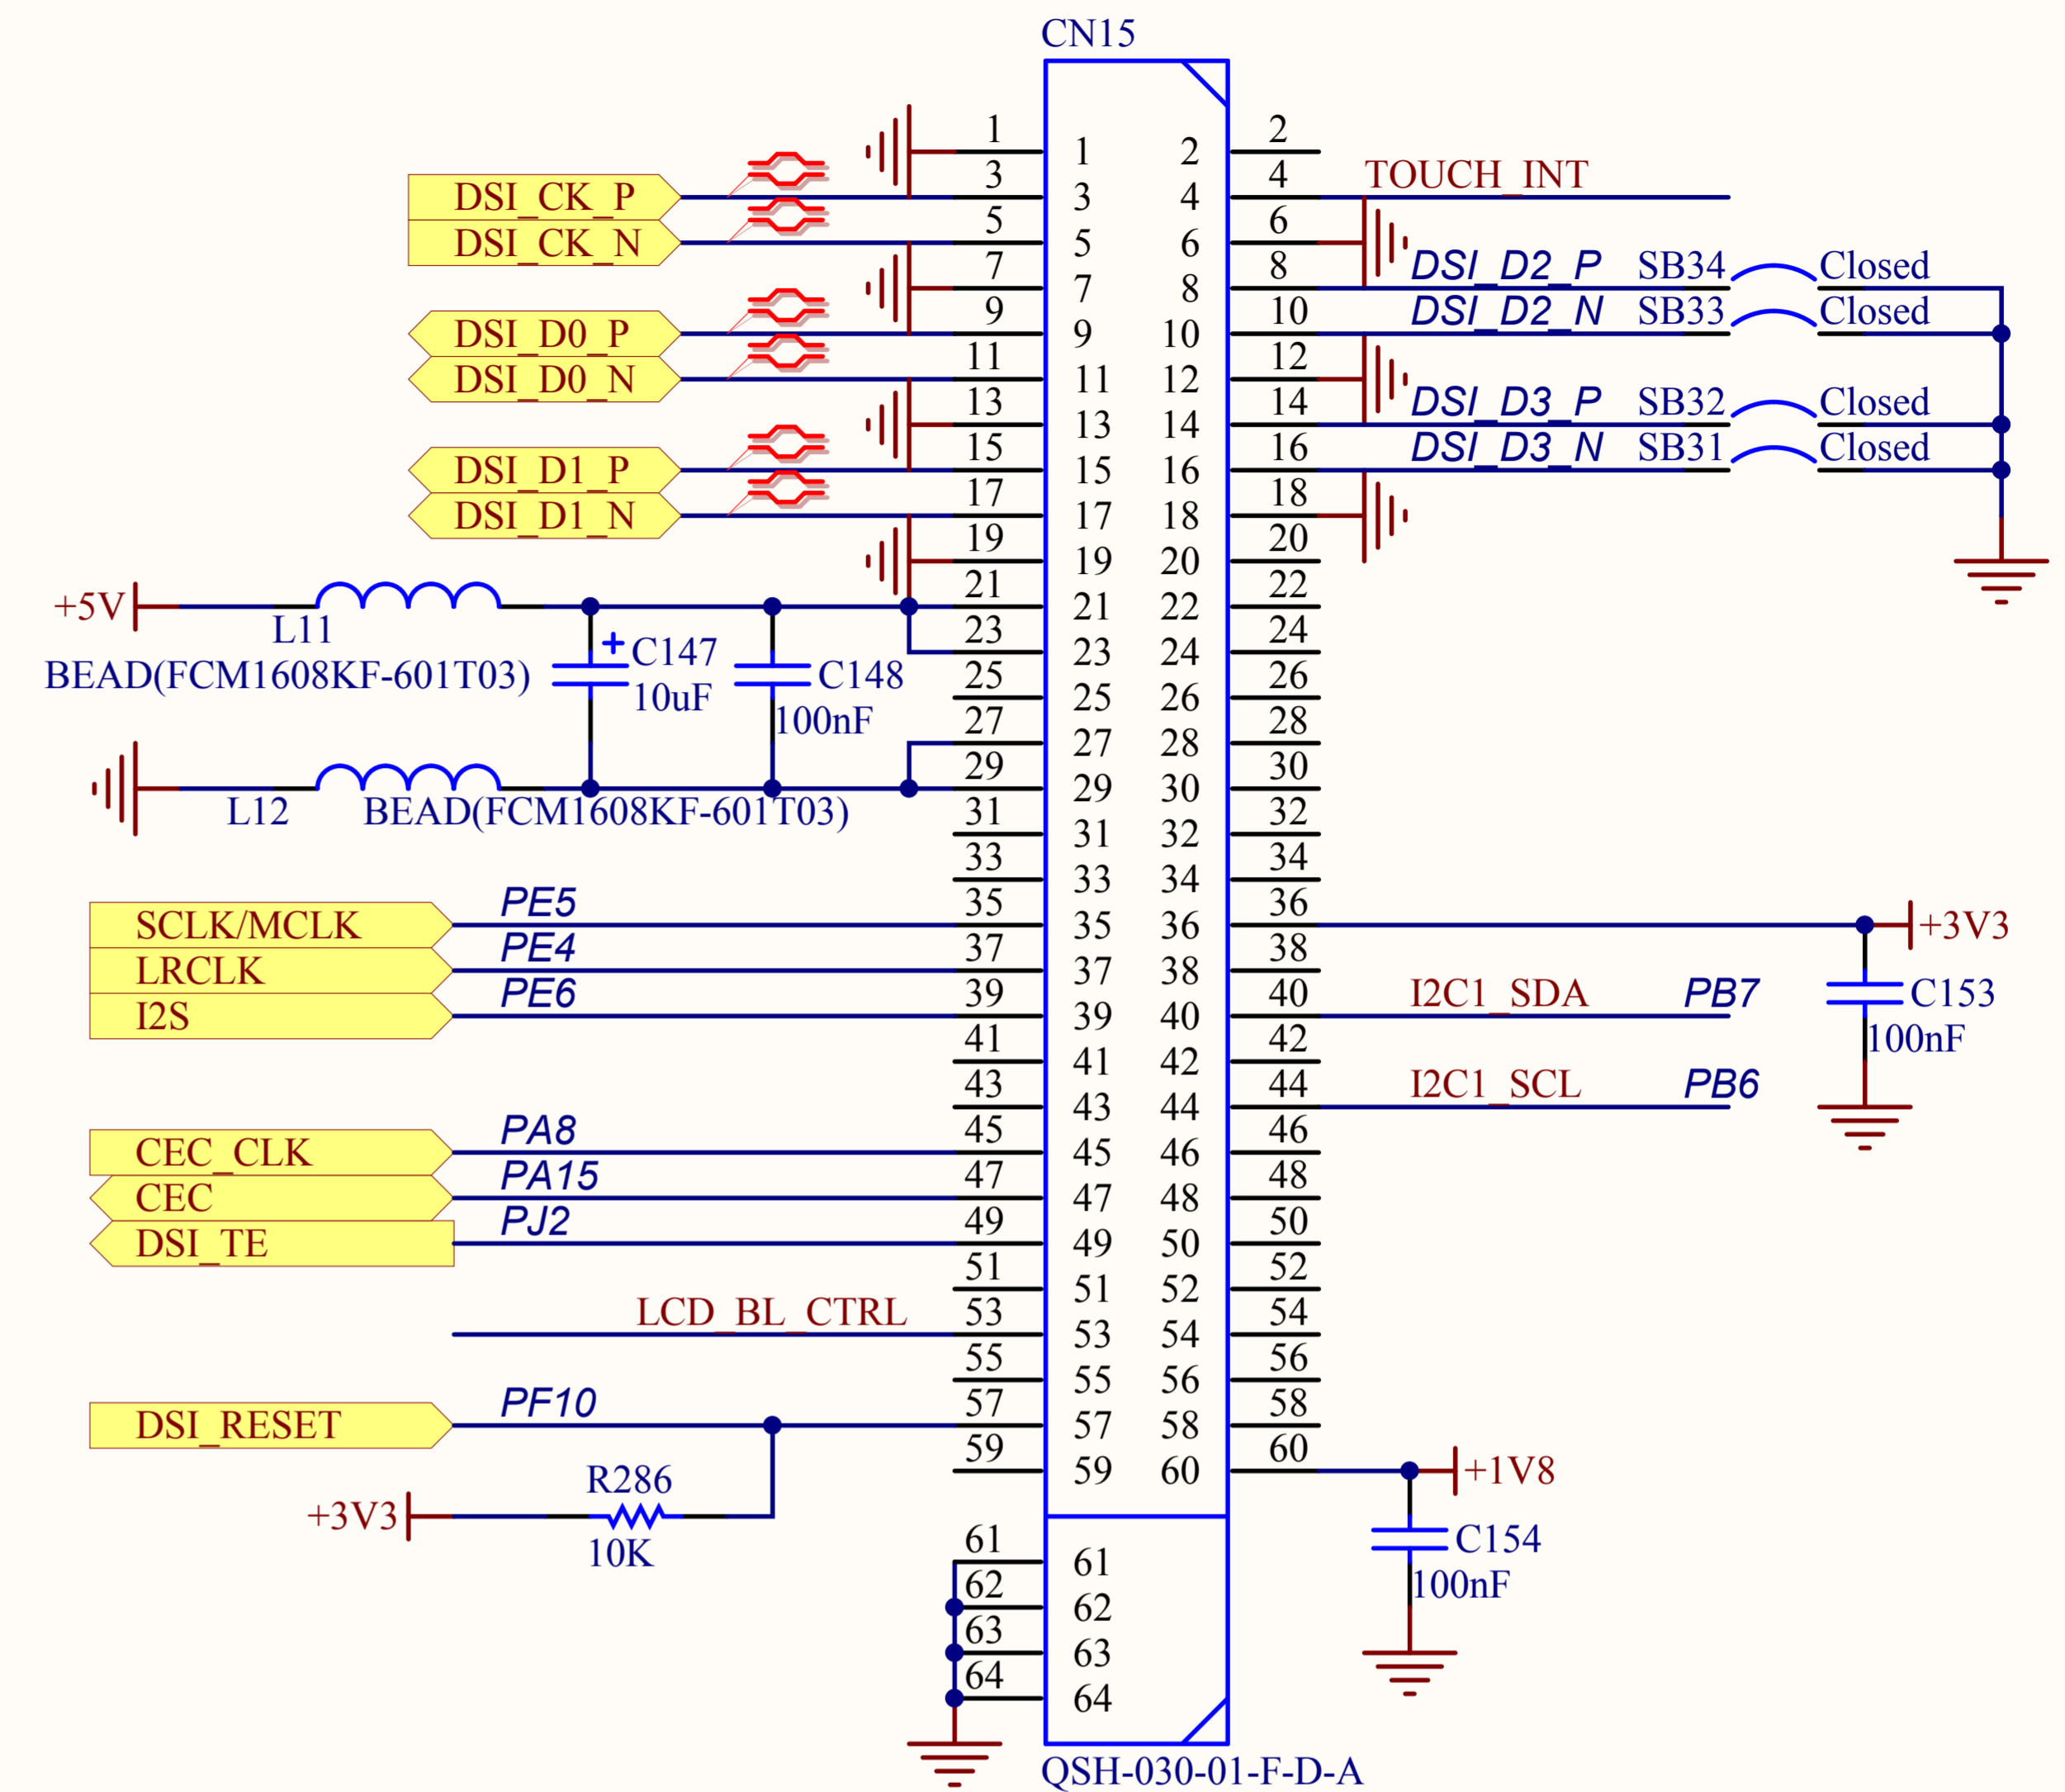 CN15
1 1 2 2
3 3 4 4
DSI_CK_P
TOUCH_INT
5 5 6 6
DSI_CK_N
7 7 8 8
DSI_D2_P SB34 Closed
9 9 10 10
DSI_D0_P
DSI_D2_N SB33 Closed
11 11 12 12
DSI_D0_N
13 13 14 14
DSI_D3_P SB32 Closed
15 15 16 16
DSI_D1_P
DSI_D3_N SB31 Closed
17 17 18 18
DSI_D1_N
19 19 20 20
21 21 22 22
+5V
L11
BEAD(FCM1608KF-601T03)
23 23 24 24
+ C147
10uF
C148
100nF
25 25 26 26
27 27 28 28
29 29 30 30
L12 BEAD(FCM1608KF-601T03)
31 31 32 32
33 33 34 34
SCLK/MCLK PE5 35 35 36 36 +3V3
LRCLK PE4 37 37 38 38
I2S PE6 39 39 40 40 I2C1_SDA PB7
C153
100nF
41 41 42 42
43 43 44 44 I2C1_SCL PB6
CEC_CLK PA8 45 45 46 46
CEC PA15 47 47 48 48
DSI_TE PJ2 49 49 50 50
51 51 52 52
LCD_BL_CTRL 53 53 54 54
55 55 56 56
DSI_RESET PF10 57 57 58 58
59 59 60 60 +1V8
R286
+3V3
10K
C154
100nF
61 61
62 62
63 63
64 64
QSH-030-01-F-D-A